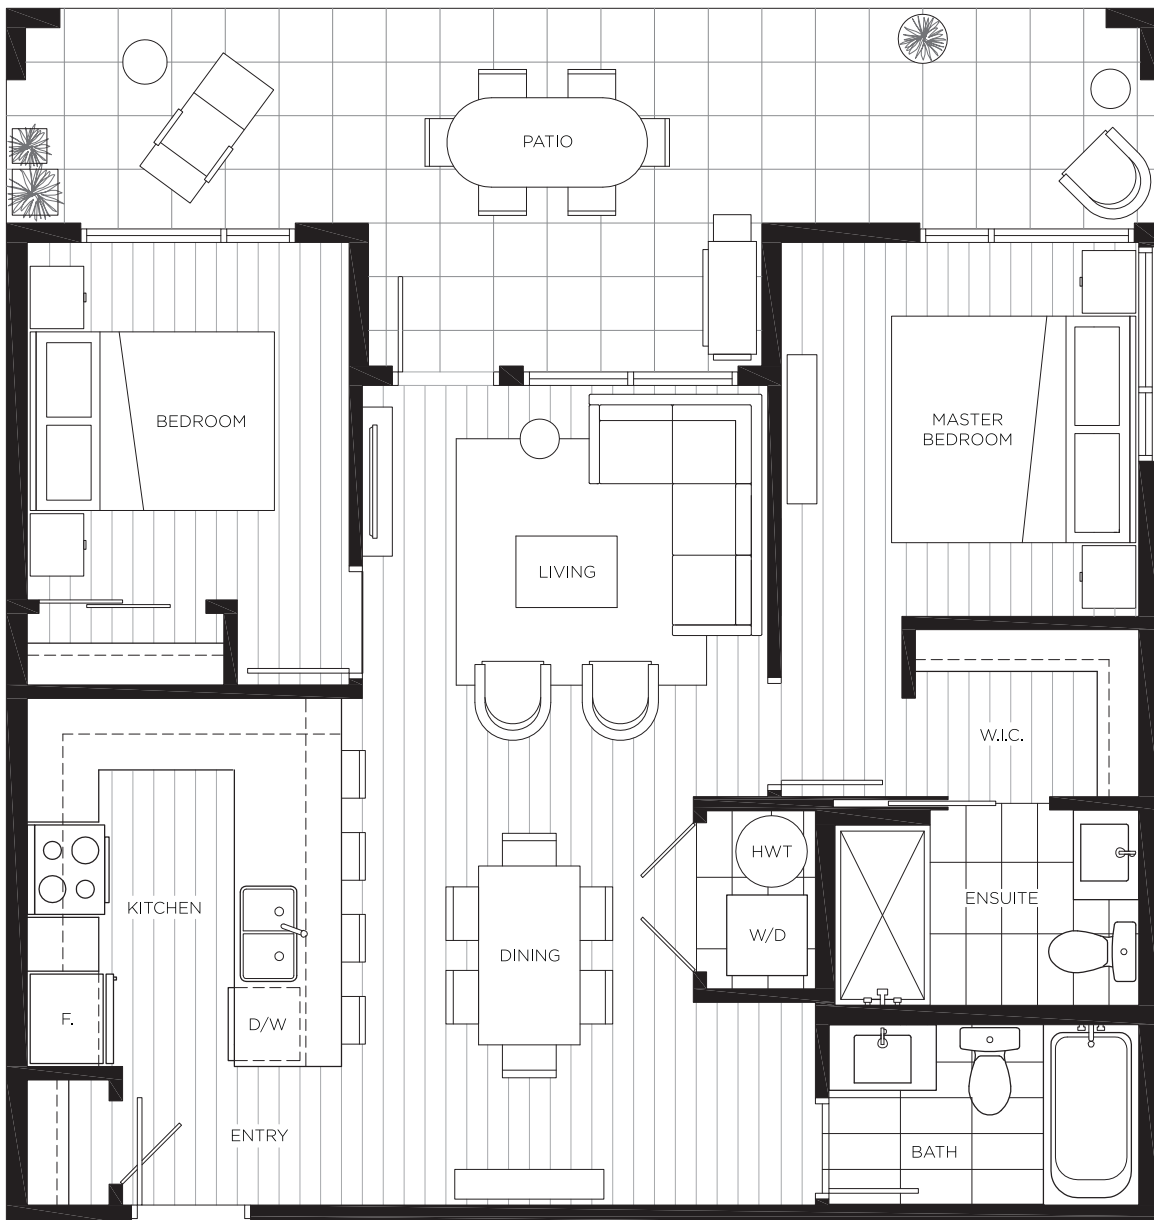 PATIO
BEDROOM
MASTER
BEDROOM
LIVING
W.I.C.
HWT
KITCHEN
ENSUITE
W/D
DINING
F.
D/W
ENTRY
BATH